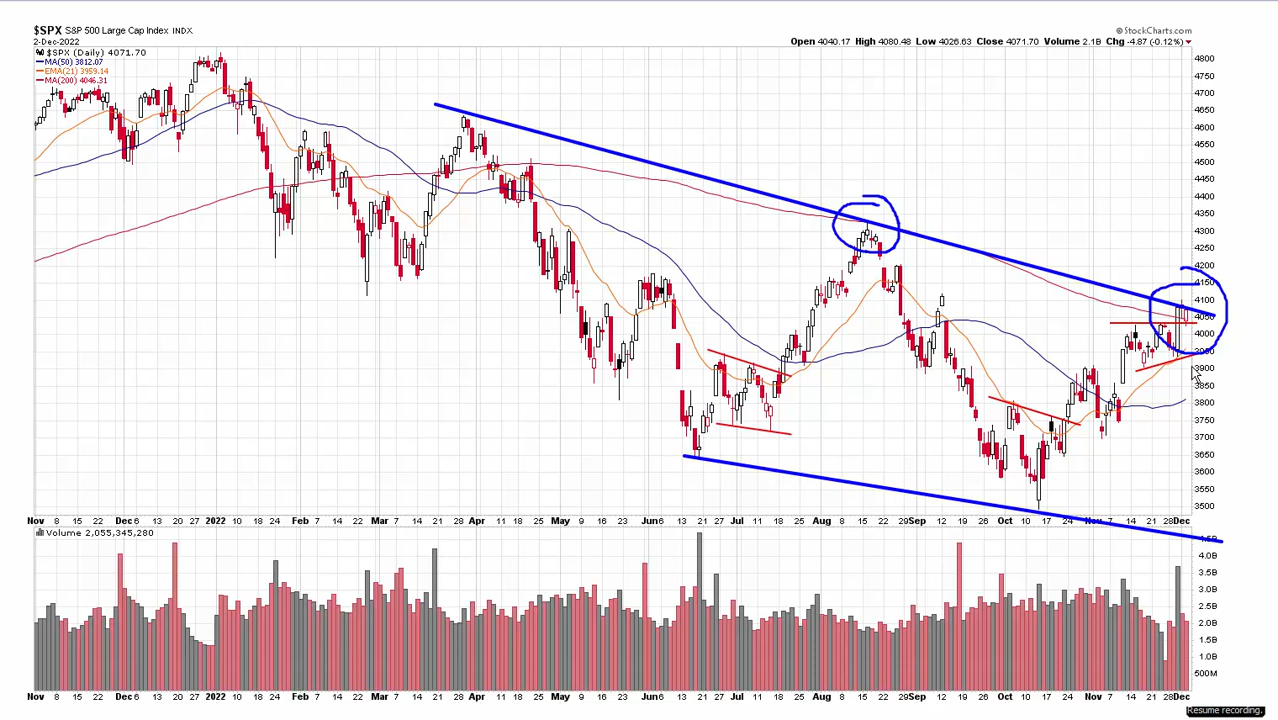 $SPX S&P 500 Large Cap Index INDX
© StockCharts.com
2-Dec-2022
Open 4040.17 High 4080.48 Low 4026.63 Close 4071.70 Volume 2.1B Chg -4.87 (-0.12%)
$SPX (Daily) 4071.70
MA(50) 3812.07
EMA(21) 3959.14
MA(200) 4046.31
4800
4750
4700
4650
4600
4550
4500
4450
4400
4350
4300
4250
4200
4150
4100
4050
4000
3950
3900
3850
3800
3750
3700
3650
3600
3550
3500
Nov 8 15 22 Dec 6 13 20 27 2022 10 18 24 Feb 7 14 22 Mar 7 14 21 28 Apr 11 18 25 May 9 16 23 Jun 6 13 21 27 Jul 11 18 25 Aug 8 15 22 29 Sep 12 19 26 Oct 10 17 24 Nov 7 14 21 28 Dec
Volume 2,055,345,280
4.5B
4.0B
3.5B
3.0B
2.5B
2.0B
1.5B
1.0B
500M
Nov 8 15 22 Dec 6 13 20 27 2022 10 18 24 Feb 7 14 22 Mar 7 14 21 28 Apr 11 18 25 May 9 16 23 Jun 6 13 21 27 Jul 11 18 25 Aug 8 15 22 29 Sep 12 19 26 Oct 10 17 24 Nov 7 14 21 28 Dec
Resume recording.